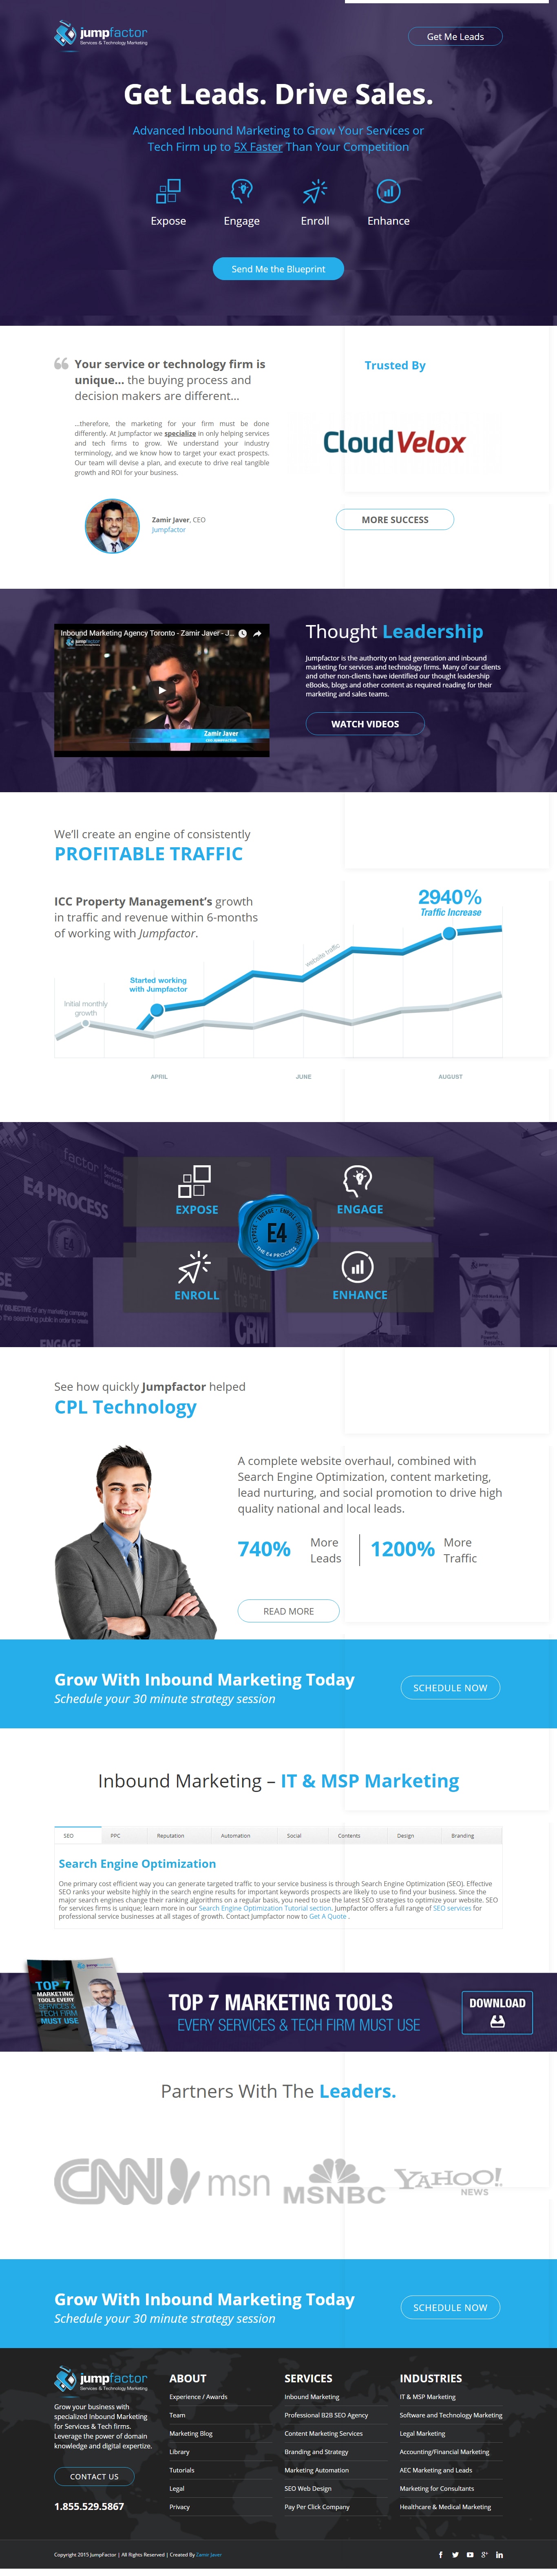 jumpfactor
Services & Technology Marketing
Get Me Leads
Get Leads. Drive Sales.
Advanced Inbound Marketing to Grow Your Services or
Tech Firm up to 5X Faster Than Your Competition
Expose
Engage
Enroll
Enhance
Send Me the Blueprint
Your service or technology firm is
unique... the buying process and
decision makers are different...
...therefore, the marketing for your firm must be done
differently. At Jumpfactor we specialize in only helping services
and tech firms to grow. We understand your industry
terminology, and we know how to target your exact prospects.
Our team will devise a plan, and execute to drive real tangible
growth and ROI for your business.
Zamir Javer, CEO
Jumpfactor
Trusted By
CloudVelox
MORE SUCCESS
Inbound Marketing Agency Toronto - Zamir Javer - J...
jumpfactor
Zamir Javer
Thought Leadership
Jumpfactor is the authority on lead generation and inbound
marketing for services and technology firms. Many of our clients
and other non-clients have identified our thought leadership
eBooks, blogs and other content as required reading for their
marketing and sales teams.
WATCH VIDEOS
We'll create an engine of consistently
PROFITABLE TRAFFIC
ICC Property Management's growth
in traffic and revenue within 6-months
of working with Jumpfactor.
2940%
Traffic Increase
website traffic
Started working
with Jumpfactor
Initial monthly
growth
APRIL
JUNE
AUGUST
factor
E4 PROCESS
E4
EXPOSE
ENGAGE
E4
THE E4 PROCESS
ENROLL
ENHANCE
CRM
ENGAGE
See how quickly Jumpfactor helped
CPL Technology
A complete website overhaul, combined with
Search Engine Optimization, content marketing,
lead nurturing, and social promotion to drive high
quality national and local leads.
740%
More
Leads
1200%
More
Traffic
READ MORE
Grow With Inbound Marketing Today
Schedule your 30 minute strategy session
SCHEDULE NOW
Inbound Marketing – IT & MSP Marketing
SEO
PPC
Reputation
Automation
Social
Contents
Design
Branding
Search Engine Optimization
One primary cost efficient way you can generate targeted traffic to your service business is through Search Engine Optimization (SEO). Effective
SEO ranks your website highly in the search engine results for important keywords prospects are likely to use to find your business. Since the
major search engines change their ranking algorithms on a regular basis, you need to use the latest SEO strategies to optimize your website. SEO
for services firms is unique; learn more in our Search Engine Optimization Tutorial section. Jumpfactor offers a full range of SEO services for
professional service businesses at all stages of growth. Contact Jumpfactor now to Get A Quote .
TOP 7
MARKETING
TOOLS EVERY
SERVICES &
TECH FIRM
MUST USE
TOP 7 MARKETING TOOLS
EVERY SERVICES & TECH FIRM MUST USE
DOWNLOAD
Partners With The Leaders.
CNN
msn
MSNBC
YAHOO!
NEWS
Grow With Inbound Marketing Today
Schedule your 30 minute strategy session
SCHEDULE NOW
jumpfactor
Services & Technology Marketing
Grow your business with
specialized Inbound Marketing
for Services & Tech firms.
Leverage the power of domain
knowledge and digital expertize.
CONTACT US
1.855.529.5867
ABOUT
Experience / Awards
Team
Marketing Blog
Library
Tutorials
Legal
Privacy
SERVICES
Inbound Marketing
Professional B2B SEO Agency
Content Marketing Services
Branding and Strategy
Marketing Automation
SEO Web Design
Pay Per Click Company
INDUSTRIES
IT & MSP Marketing
Software and Technology Marketing
Legal Marketing
Accounting/Financial Marketing
AEC Marketing and Leads
Marketing for Consultants
Healthcare & Medical Marketing
Copyright 2015 JumpFactor | All Rights Reserved | Created By Zamir Javer